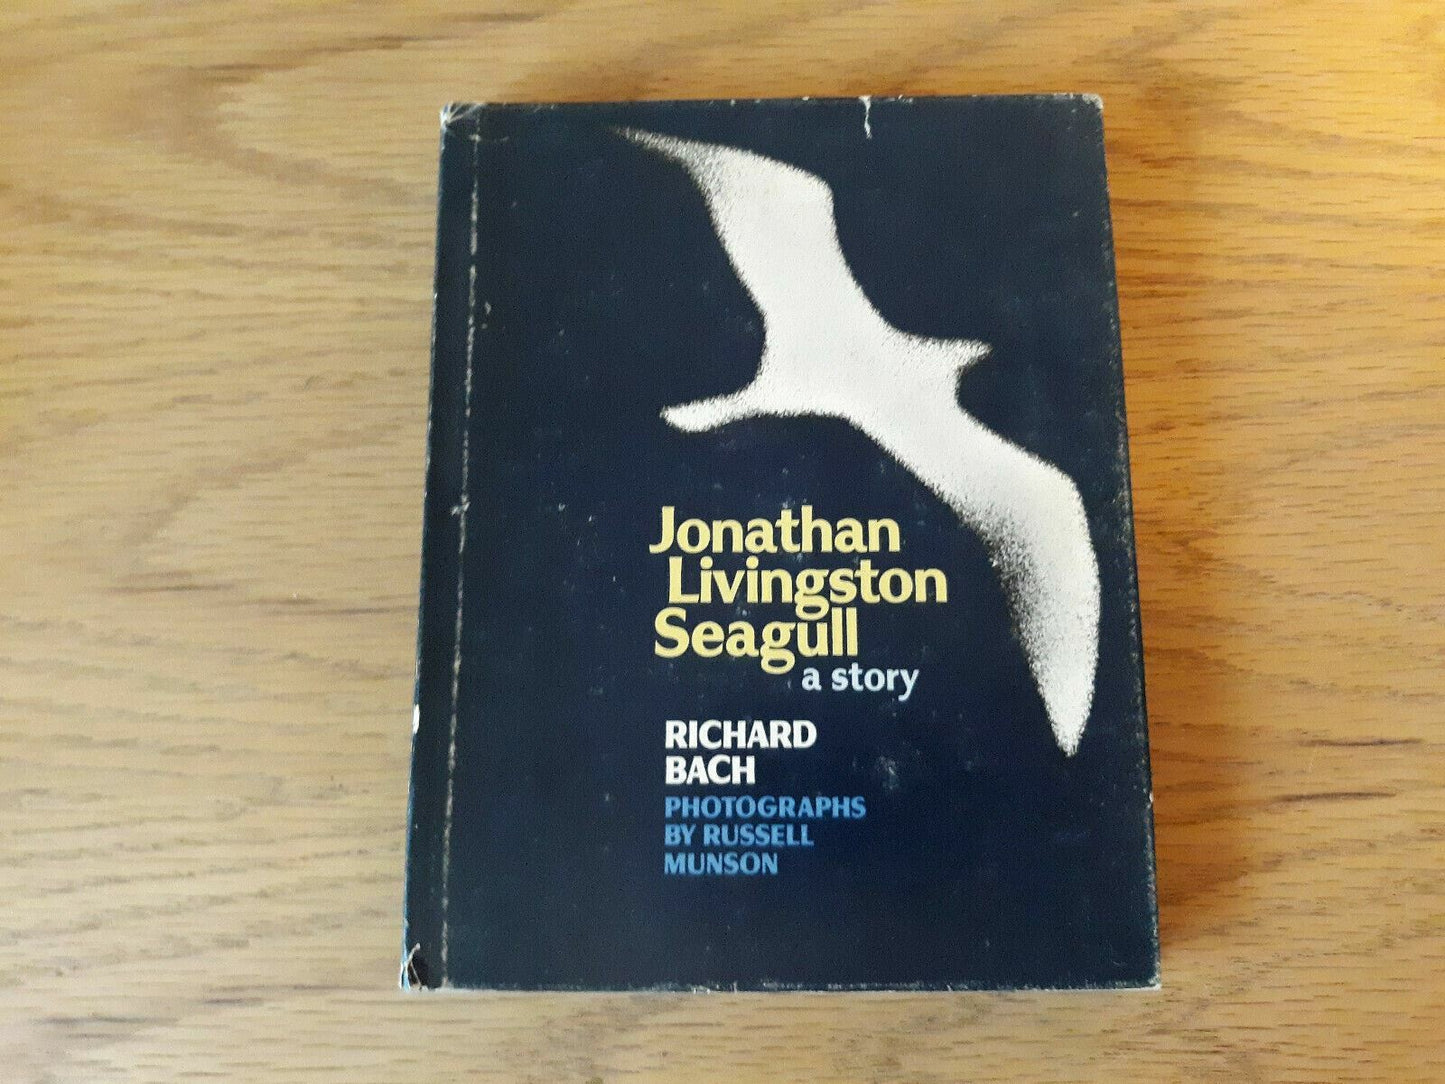 Jonathan
Livingston
Seagull
a story
RICHARD
BACH
PHOTOGRAPHS
BY RUSSELL
MUNSON